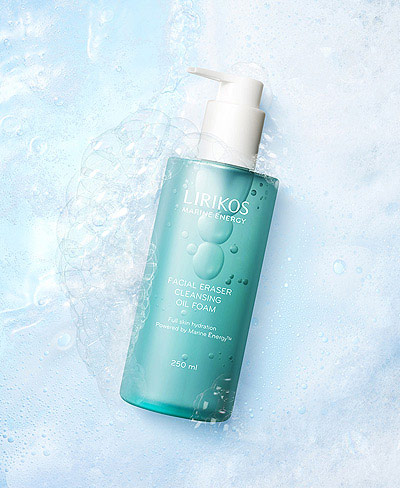 LIRIKOS
MARINE ENERGY
FACIAL ERASER
CLEANSING
OIL FOAM
Full skin hydration
Powered by Marine Energy™
250 ml